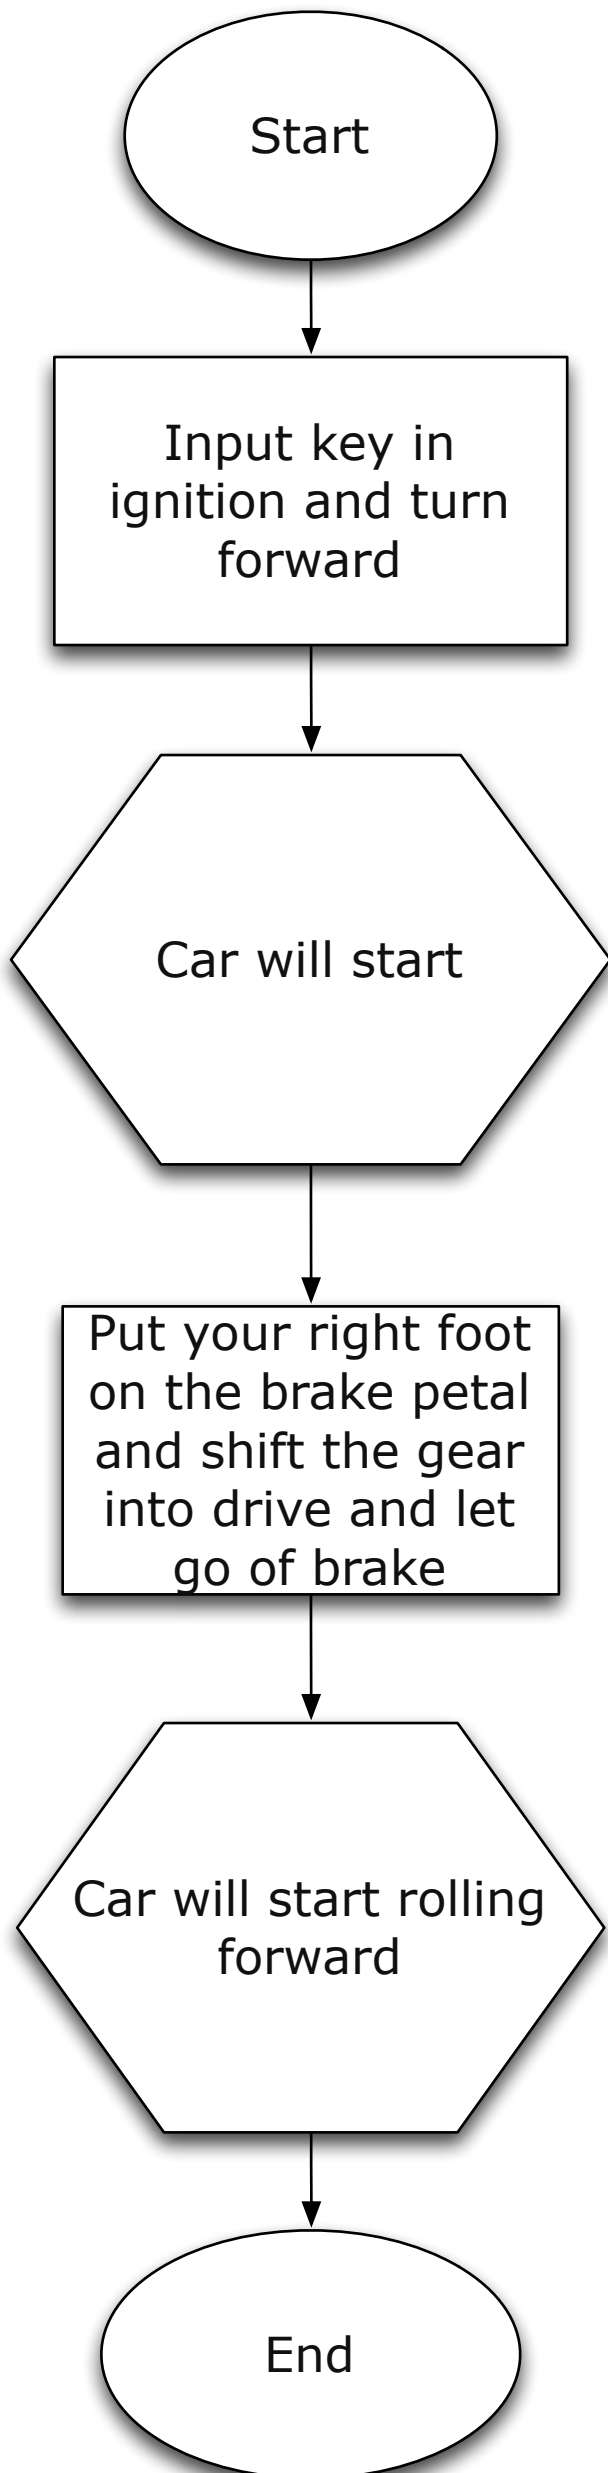 Start
Input key in
ignition and turn
forward
Car will start
Put your right foot
on the brake petal
and shift the gear
into drive and let
go of brake
Car will start rolling
forward
End